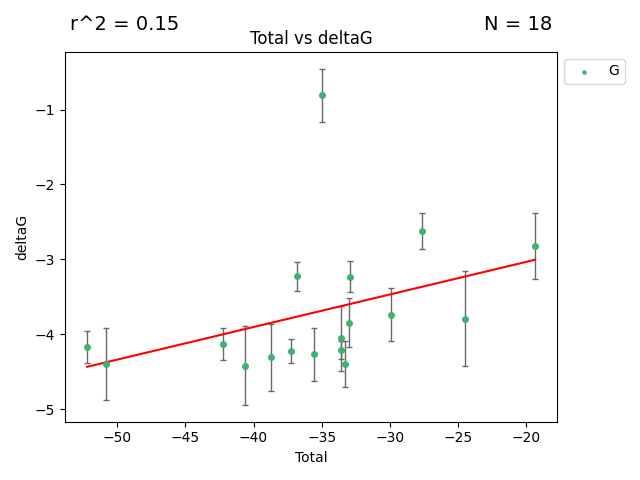 r^2 = 0.15
N = 18
Total vs deltaG
G
−1
−2
−3
−4
−5
deltaG
−50
−45
−40
−35
−30
−25
−20
Total